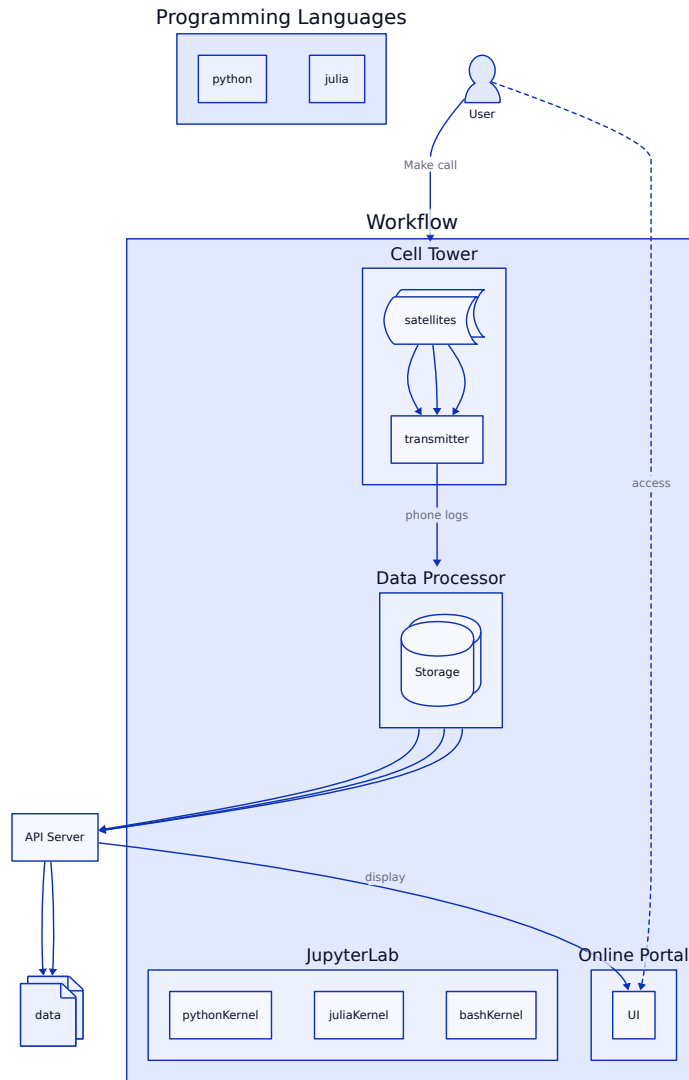 Programming Languages
python
julia
User
Make call
Workflow
Cell Tower
satellites
transmitter
access
phone logs
Data Processor
Storage
API Server
display
JupyterLab
Online Portal
pythonKernel
juliaKernel
bashKernel
UI
data